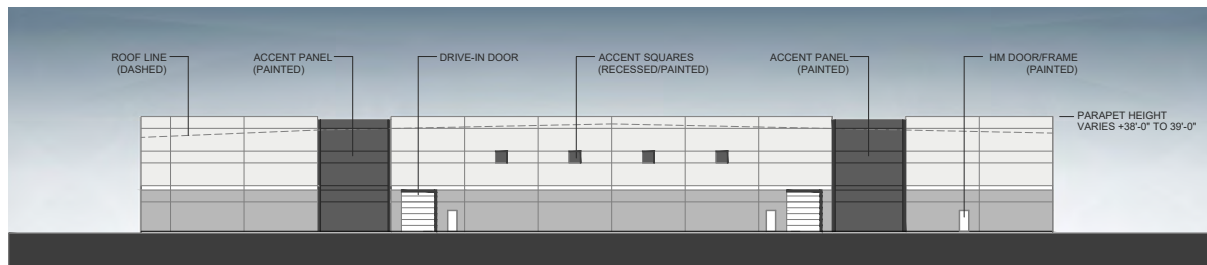 ROOF LINE
(DASHED)
ACCENT PANEL
(PAINTED)
DRIVE-IN DOOR
ACCENT SQUARES
(RECESSED/PAINTED)
ACCENT PANEL
(PAINTED)
HM DOOR/FRAME
(PAINTED)
PARAPET HEIGHT
VARIES +38'-0" TO 39'-0"